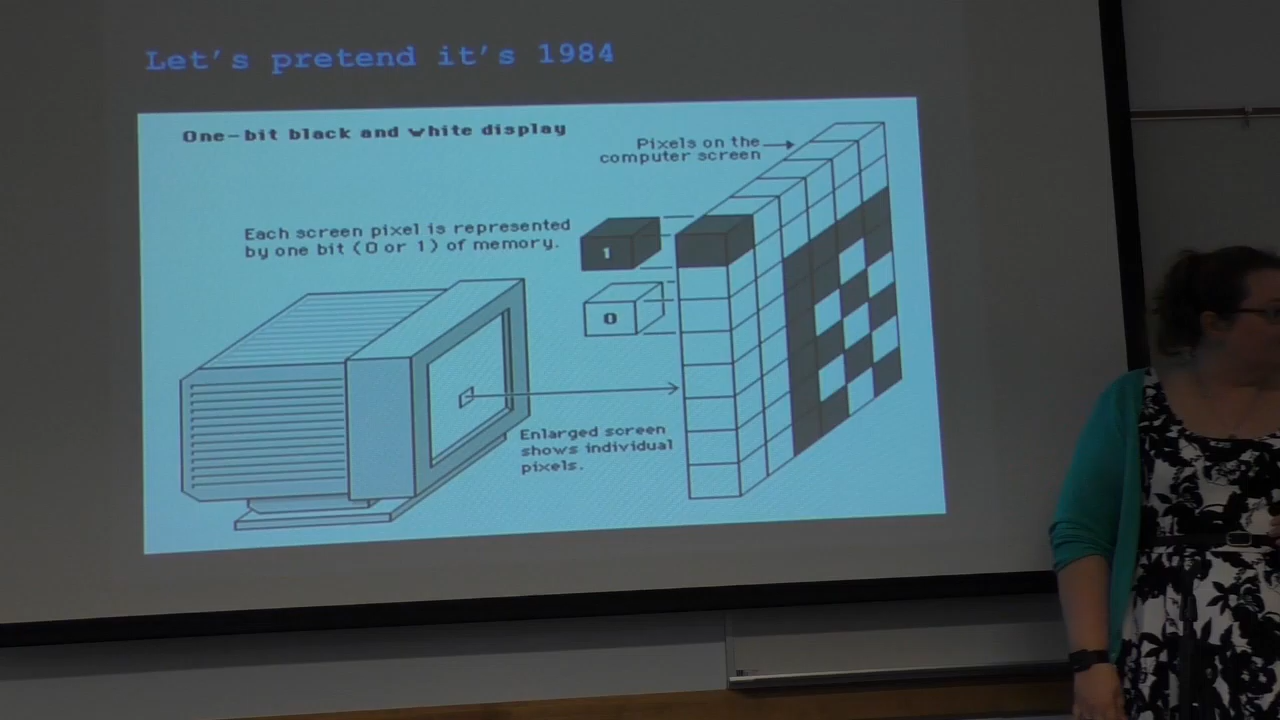 Let's pretend it's 1984
One-bit black and white display
Pixels on the
computer screen
Each screen pixel is represented
by one bit (0 or 1) of memory.
1
0
Enlarged screen
shows individual
pixels.